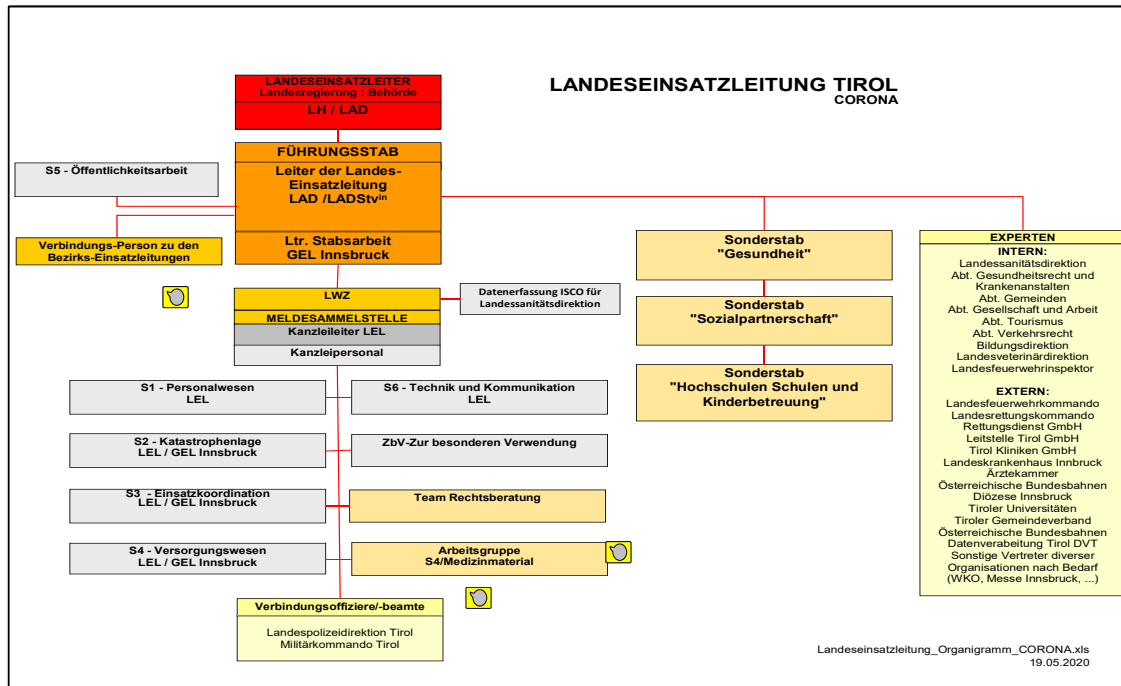 LANDESEINSATZLEITUNG TIROL
CORONA
LANDESEINSATZLEITER
Landesregierung : Behörde
LH / LAD
FÜHRUNGSSTAB
Leiter der Landes-
Einsatzleitung
LAD /LADStvⁱⁿ
Ltr. Stabsarbeit
GEL Innsbruck
S5 - Öffentlichkeitsarbeit
Verbindungs-Person zu den
Bezirks-Einsatzleitungen
LWZ
MELDESAMMELSTELLE
Kanzleileiter LEL
Kanzleipersonal
Datenerfassung ISCO für
Landessanitätsdirektion
S1 - Personalwesen
LEL
S6 - Technik und Kommunikation
LEL
S2 - Katastrophenlage
LEL / GEL Innsbruck
ZbV-Zur besonderen Verwendung
S3 - Einsatzkoordination
LEL / GEL Innsbruck
Team Rechtsberatung
S4 - Versorgungswesen
LEL / GEL Innsbruck
Arbeitsgruppe
S4/Medizinmaterial
Verbindungsoffiziere/-beamte
Landespolizeidirektion Tirol
Militärkommando Tirol
Sonderstab
"Gesundheit"
Sonderstab
"Sozialpartnerschaft"
Sonderstab
"Hochschulen Schulen und
Kinderbetreuung"
EXPERTEN
INTERN:
Landessanitätsdirektion
Abt. Gesundheitsrecht und
Krankenanstalten
Abt. Gemeinden
Abt. Gesellschaft und Arbeit
Abt. Tourismus
Abt. Verkehrsrecht
Bildungsdirektion
Landesveterinärdirektion
Landesfeuerwehrinspektor
EXTERN:
Landesfeuerwehrkommando
Landesrettungskommando
Rettungsdienst GmbH
Leitstelle Tirol GmbH
Tirol Kliniken GmbH
Landeskrankenhaus Innbruck
Ärztekammer
Österreichische Bundesbahnen
Diözese Innsbruck
Tiroler Universitäten
Tiroler Gemeindeverband
Österreichische Bundesbahnen
Datenverabeitung Tirol DVT
Sonstige Vertreter diverser
Organisationen nach Bedarf
(WKO, Messe Innsbruck, ...)
Landeseinsatzleitung_Organigramm_CORONA.xls
19.05.2020